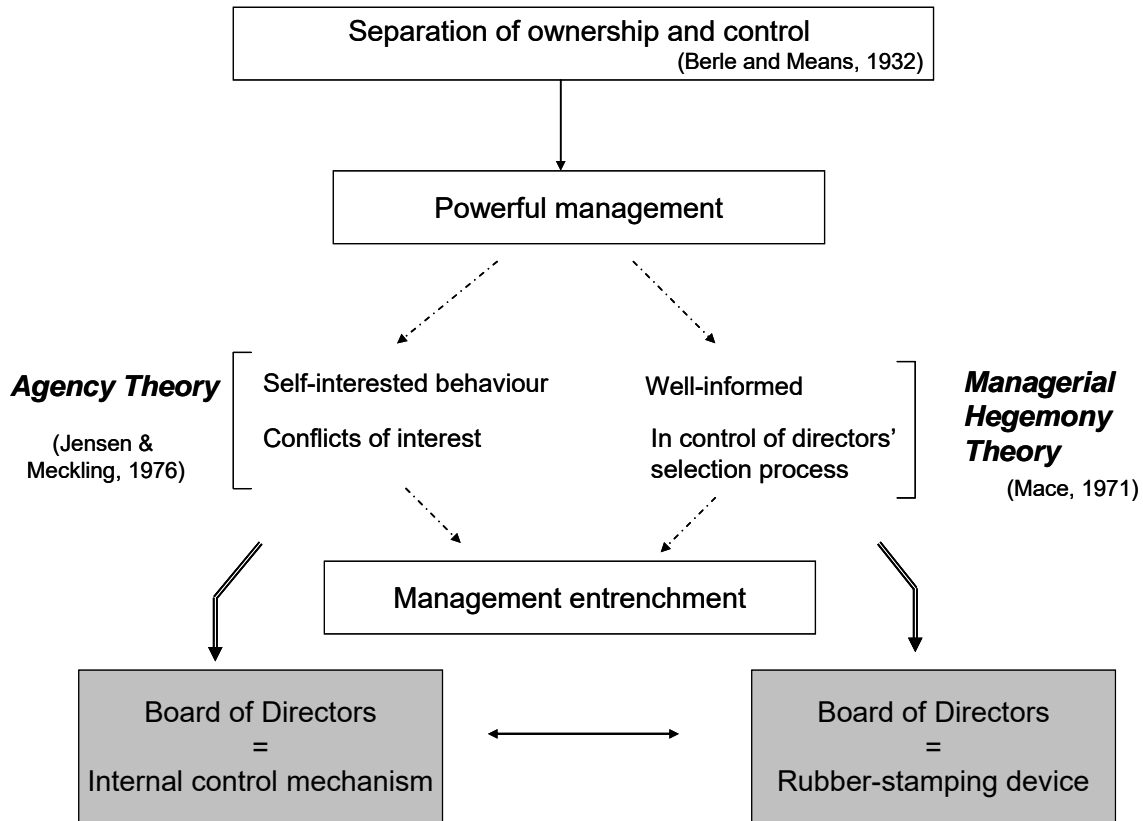 Separation of ownership and control
(Berle and Means, 1932)
Powerful management
Agency Theory
(Jensen &
Meckling, 1976)
Self-interested behaviour
Conflicts of interest
Well-informed
In control of directors’
selection process
Managerial
Hegemony
Theory
(Mace, 1971)
Management entrenchment
Board of Directors
=
Internal control mechanism
Board of Directors
=
Rubber-stamping device